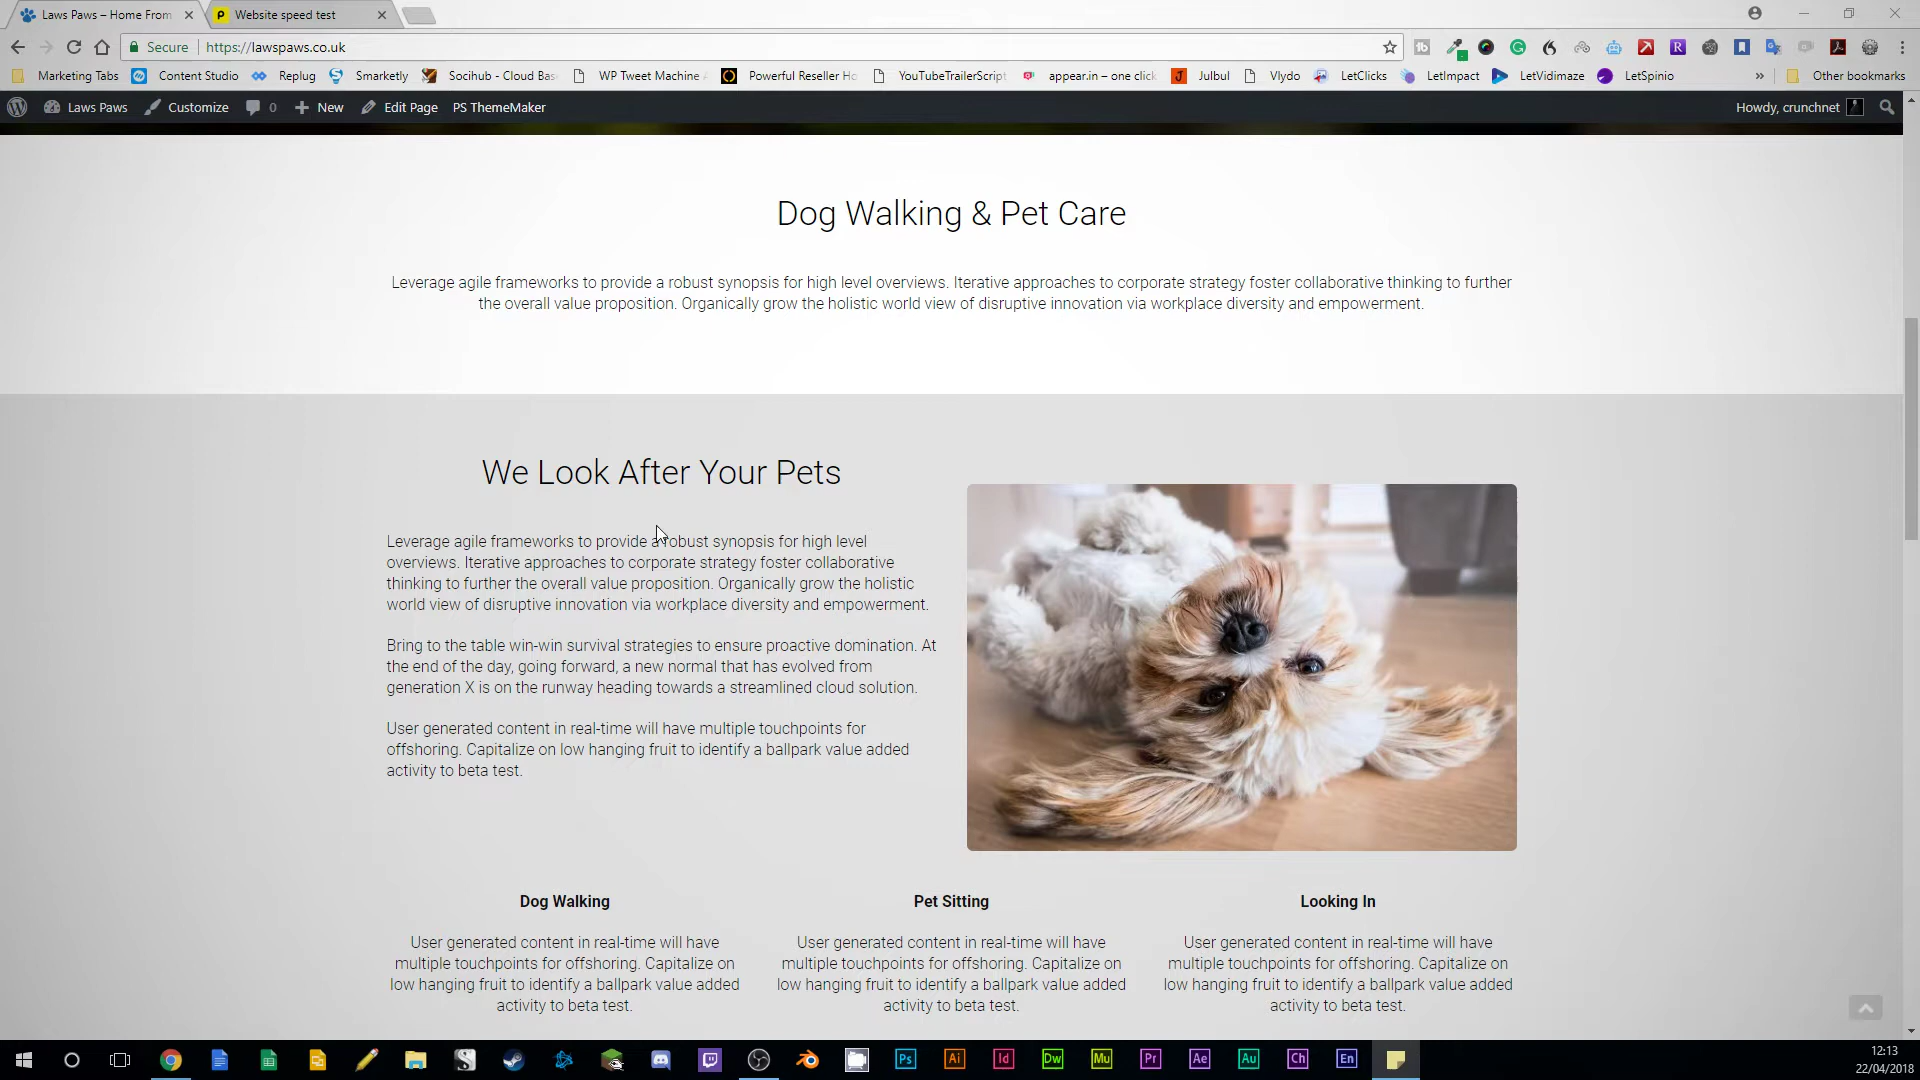 Laws Paws – Home From
Website speed test
Secure
https://lawspaws.co.uk
Marketing Tabs
Content Studio
Replug
Smarketly
Socihub - Cloud Bas
WP Tweet Machine
Powerful Reseller Ho
YouTubeTrailerScript
appear.in – one click
Julbul
Vlydo
LetClicks
LetImpact
LetVidimaze
LetSpinio
»
Other bookmarks
Laws Paws
Customize
0
New
Edit Page
PS ThemeMaker
Howdy, crunchnet
Dog Walking & Pet Care
Leverage agile frameworks to provide a robust synopsis for high level overviews. Iterative approaches to corporate strategy foster collaborative thinking to further
the overall value proposition. Organically grow the holistic world view of disruptive innovation via workplace diversity and empowerment.
We Look After Your Pets
Leverage agile frameworks to provide a robust synopsis for high level
overviews. Iterative approaches to corporate strategy foster collaborative
thinking to further the overall value proposition. Organically grow the holistic
world view of disruptive innovation via workplace diversity and empowerment.
Bring to the table win-win survival strategies to ensure proactive domination. At
the end of the day, going forward, a new normal that has evolved from
generation X is on the runway heading towards a streamlined cloud solution.
User generated content in real-time will have multiple touchpoints for
offshoring. Capitalize on low hanging fruit to identify a ballpark value added
activity to beta test.
Dog Walking
User generated content in real-time will have
multiple touchpoints for offshoring. Capitalize on
low hanging fruit to identify a ballpark value added
activity to beta test.
Pet Sitting
User generated content in real-time will have
multiple touchpoints for offshoring. Capitalize on
low hanging fruit to identify a ballpark value added
activity to beta test.
Looking In
User generated content in real-time will have
multiple touchpoints for offshoring. Capitalize on
low hanging fruit to identify a ballpark value added
activity to beta test.
Ps
Ai
Id
Dw
Mu
Pr
Ae
Au
Ch
En
12:13
22/04/2018